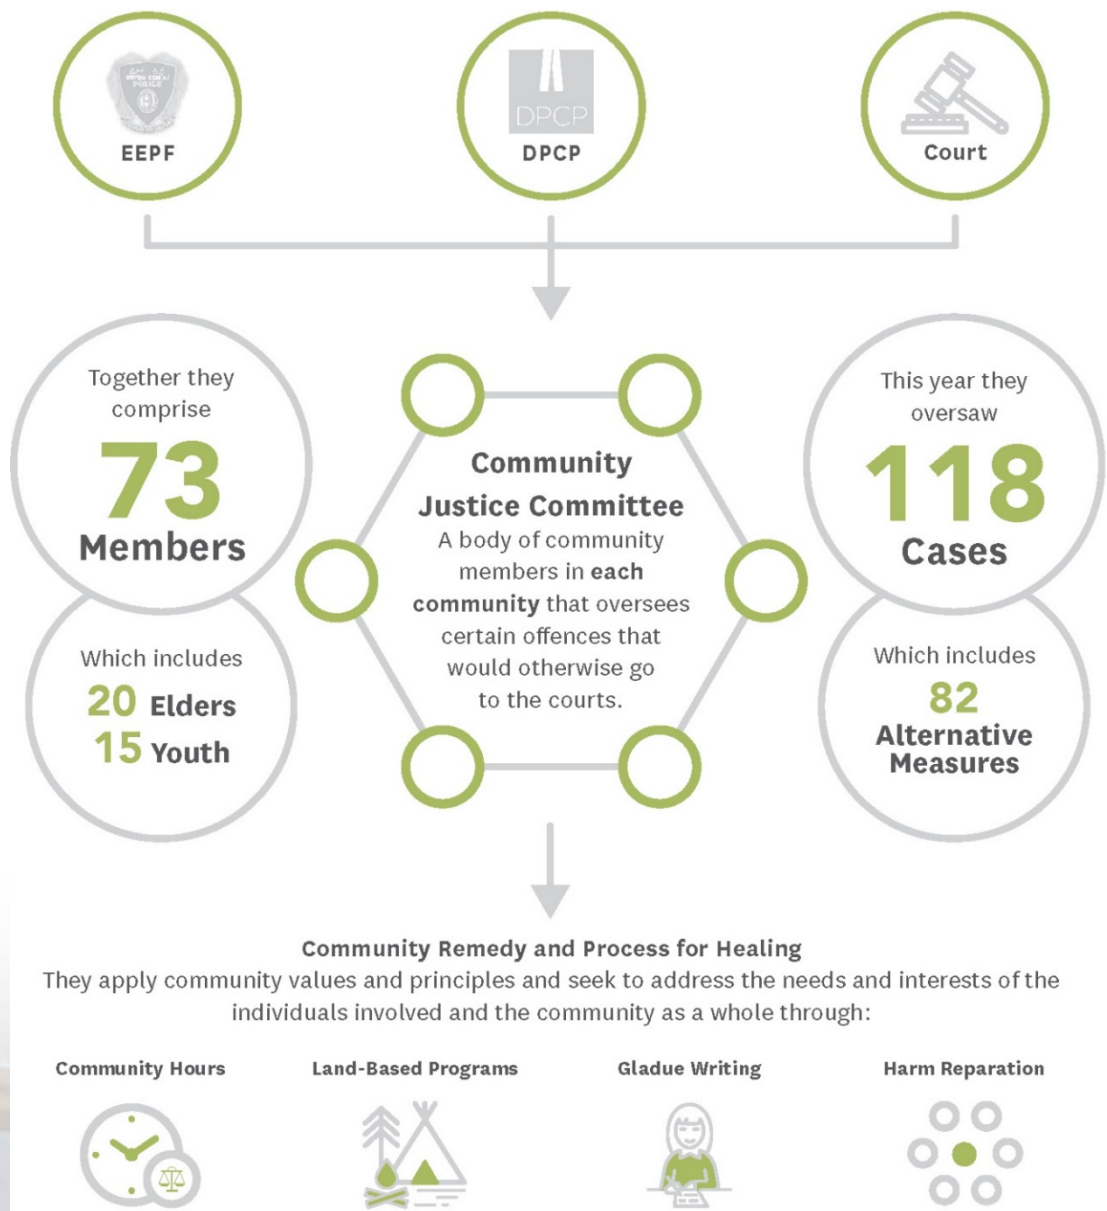 EEPF
DPCP
DPCP
Court
Together they
comprise
73
Members
Which includes
20 Elders
15 Youth
Community
Justice Committee
A body of community
members in each
community that oversees
certain offences that
would otherwise go
to the courts.
This year they
oversaw
118
Cases
Which includes
82
Alternative
Measures
Community Remedy and Process for Healing
They apply community values and principles and seek to address the needs and interests of the
individuals involved and the community as a whole through:
Community Hours
Land-Based Programs
Gladue Writing
Harm Reparation